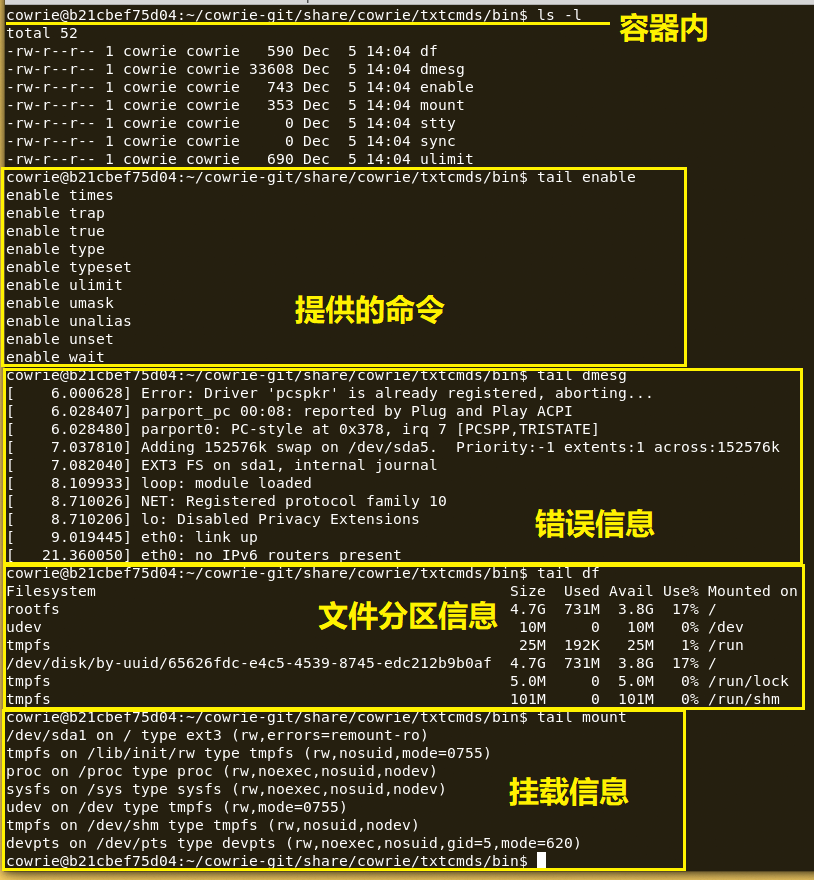 cowrie@b21cbef75d04:~/cowrie-git/share/cowrie/txtcmds/bin$ ls -l
容器内
total 52
-rw-r--r-- 1 cowrie cowrie   590 Dec  5 14:04 df
-rw-r--r-- 1 cowrie cowrie 33608 Dec  5 14:04 dmesg
-rw-r--r-- 1 cowrie cowrie   743 Dec  5 14:04 enable
-rw-r--r-- 1 cowrie cowrie   353 Dec  5 14:04 mount
-rw-r--r-- 1 cowrie cowrie     0 Dec  5 14:04 stty
-rw-r--r-- 1 cowrie cowrie     0 Dec  5 14:04 sync
-rw-r--r-- 1 cowrie cowrie   690 Dec  5 14:04 ulimit
cowrie@b21cbef75d04:~/cowrie-git/share/cowrie/txtcmds/bin$ tail enable
enable times
enable trap
enable true
enable type
enable typeset
enable ulimit
enable umask
提供的命令
enable unalias
enable unset
enable wait
cowrie@b21cbef75d04:~/cowrie-git/share/cowrie/txtcmds/bin$ tail dmesg
[    6.000628] Error: Driver 'pcspkr' is already registered, aborting...
[    6.028407] parport_pc 00:08: reported by Plug and Play ACPI
[    6.028480] parport0: PC-style at 0x378, irq 7 [PCSPP,TRISTATE]
[    7.037810] Adding 152576k swap on /dev/sda5.  Priority:-1 extents:1 across:152576k
[    7.082040] EXT3 FS on sda1, internal journal
[    8.109933] loop: module loaded
[    8.710026] NET: Registered protocol family 10
[    8.710206] lo: Disabled Privacy Extensions
错误信息
[    9.019445] eth0: link up
[   21.360050] eth0: no IPv6 routers present
cowrie@b21cbef75d04:~/cowrie-git/share/cowrie/txtcmds/bin$ tail df
Filesystem                                              Size  Used Avail Use% Mounted on
rootfs                                                  4.7G  731M  3.8G  17% /
文件分区信息
udev                                                     10M     0   10M   0% /dev
tmpfs                                                    25M  192K   25M   1% /run
/dev/disk/by-uuid/65626fdc-e4c5-4539-8745-edc212b9b0af  4.7G  731M  3.8G  17% /
tmpfs                                                   5.0M     0  5.0M   0% /run/lock
tmpfs                                                   101M     0  101M   0% /run/shm
cowrie@b21cbef75d04:~/cowrie-git/share/cowrie/txtcmds/bin$ tail mount
/dev/sda1 on / type ext3 (rw,errors=remount-ro)
tmpfs on /lib/init/rw type tmpfs (rw,nosuid,mode=0755)
proc on /proc type proc (rw,noexec,nosuid,nodev)
sysfs on /sys type sysfs (rw,noexec,nosuid,nodev)
挂载信息
udev on /dev type tmpfs (rw,mode=0755)
tmpfs on /dev/shm type tmpfs (rw,nosuid,nodev)
devpts on /dev/pts type devpts (rw,noexec,nosuid,gid=5,mode=620)
cowrie@b21cbef75d04:~/cowrie-git/share/cowrie/txtcmds/bin$